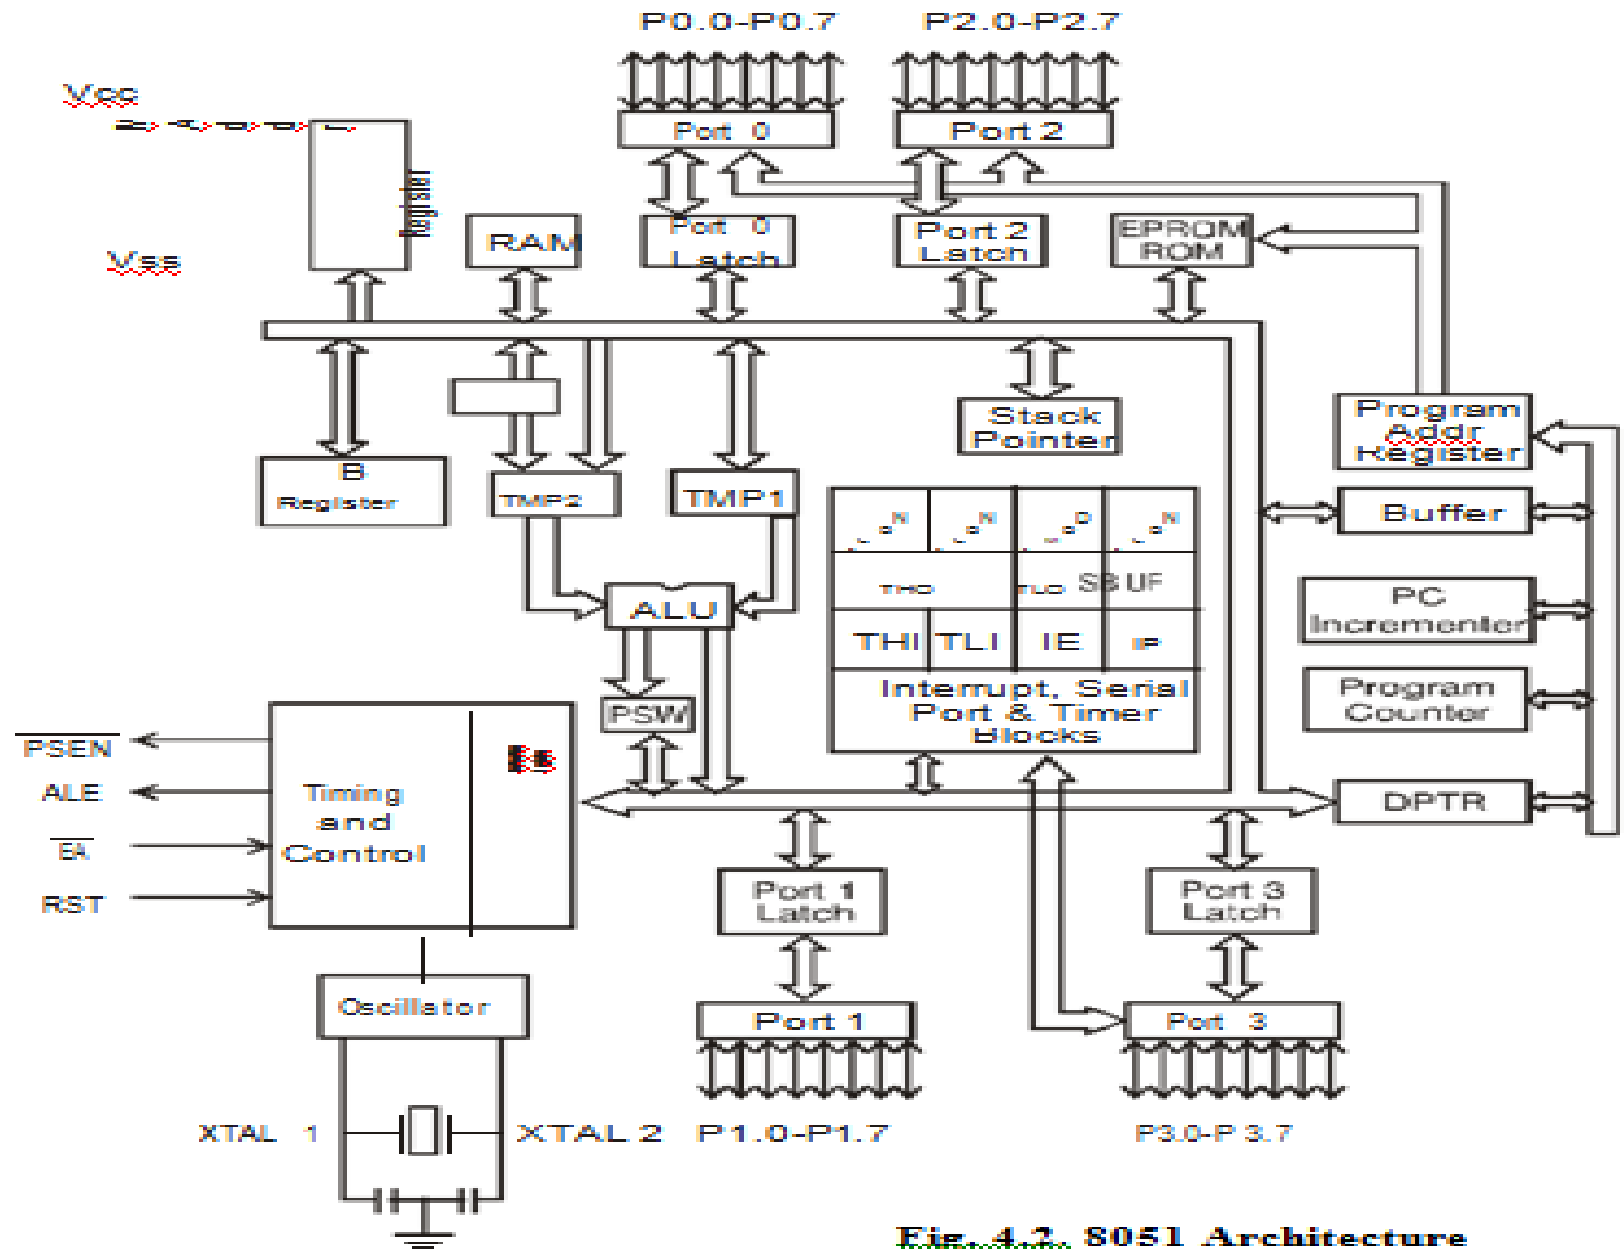 P0.0-P0.7
P2.0-P2.7
Vcc
Port 0
Port 2
Register
RAM
Port 0
Latch
Port 2
Latch
EPROM
ROM
Vss
Stack
Pointer
Program
Addr
Register
B
Register
TMP2
TMP1
Buffer
TH0
TL0
SBUF
ALU
PC
Incrementer
THI
TLI
IE
IP
Interrupt, Serial
Port & Timer
Blocks
PSW
Program
Counter
PSEN
ALE
EA
RST
Timing
and
Control
DPTR
Port 1
Latch
Port 3
Latch
Oscillator
Port 1
Port 3
XTAL 1
XTAL 2
P1.0-P1.7
P3.0-P 3.7
Fig. 4.2. 8051 Architecture